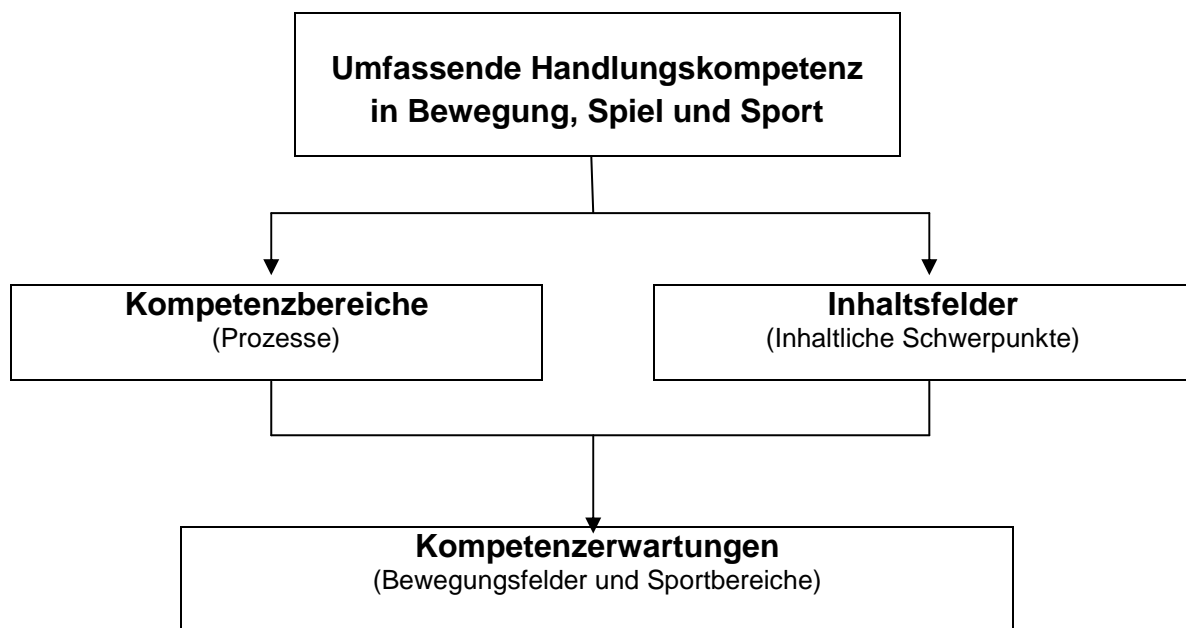 Umfassende Handlungskompetenz
in Bewegung, Spiel und Sport
Kompetenzbereiche
(Prozesse)
Inhaltsfelder
(Inhaltliche Schwerpunkte)
Kompetenzerwartungen
(Bewegungsfelder und Sportbereiche)